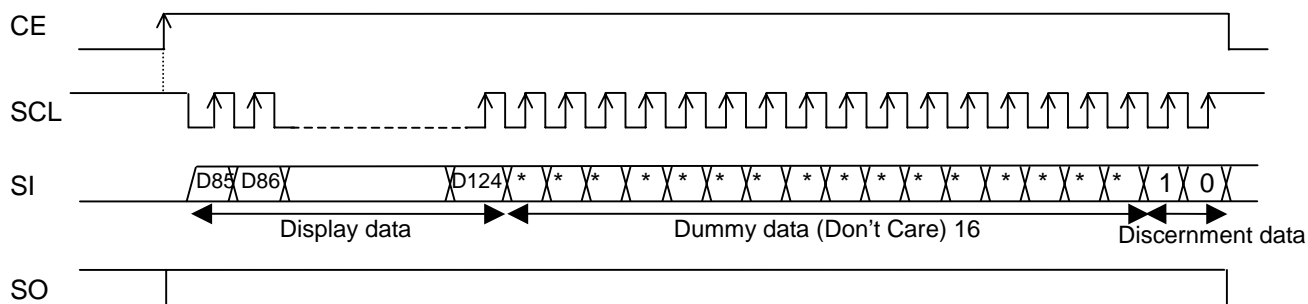 CE
SCL
SI D85 D86 D124 * * * * * * * * * * * * * * * * 1 0
Display data Dummy data (Don't Care) 16 Discernment data
SO